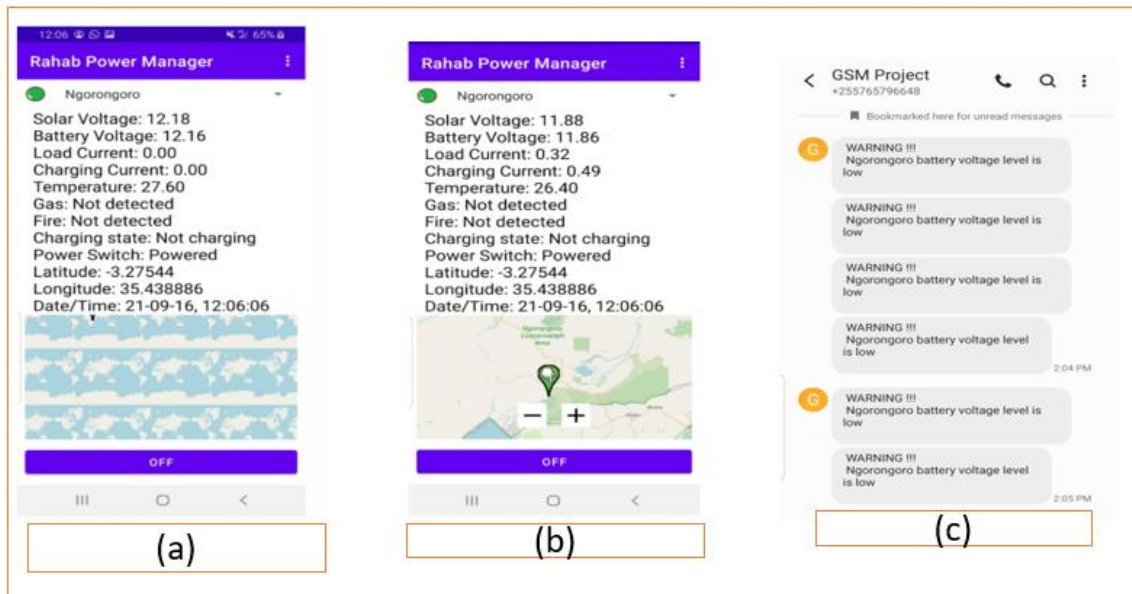 12:06 65%
Rahab Power Manager
Ngorongoro
Solar Voltage: 12.18
Battery Voltage: 12.16
Load Current: 0.00
Charging Current: 0.00
Temperature: 27.60
Gas: Not detected
Fire: Not detected
Charging state: Not charging
Power Switch: Powered
Latitude: -3.27544
Longitude: 35.438886
Date/Time: 21-09-16, 12:06:06
OFF
(a)
Rahab Power Manager
Ngorongoro
Solar Voltage: 11.88
Battery Voltage: 11.86
Load Current: 0.32
Charging Current: 0.49
Temperature: 26.40
Gas: Not detected
Fire: Not detected
Charging state: Not charging
Power Switch: Powered
Latitude: -3.27544
Longitude: 35.438886
Date/Time: 21-09-16, 12:06:06
Ngorongoro
Conservation
Area
− +
OFF
(b)
GSM Project
+255765796648
Bookmarked here for unread messages
G
WARNING !!!
Ngorongoro battery voltage level is
low
WARNING !!!
Ngorongoro battery voltage level is
low
WARNING !!!
Ngorongoro battery voltage level is
low
WARNING !!!
Ngorongoro battery voltage level
is low
2:04 PM
G
WARNING !!!
Ngorongoro battery voltage level is
low
WARNING !!!
Ngorongoro battery voltage level
is low
2:05 PM
(c)